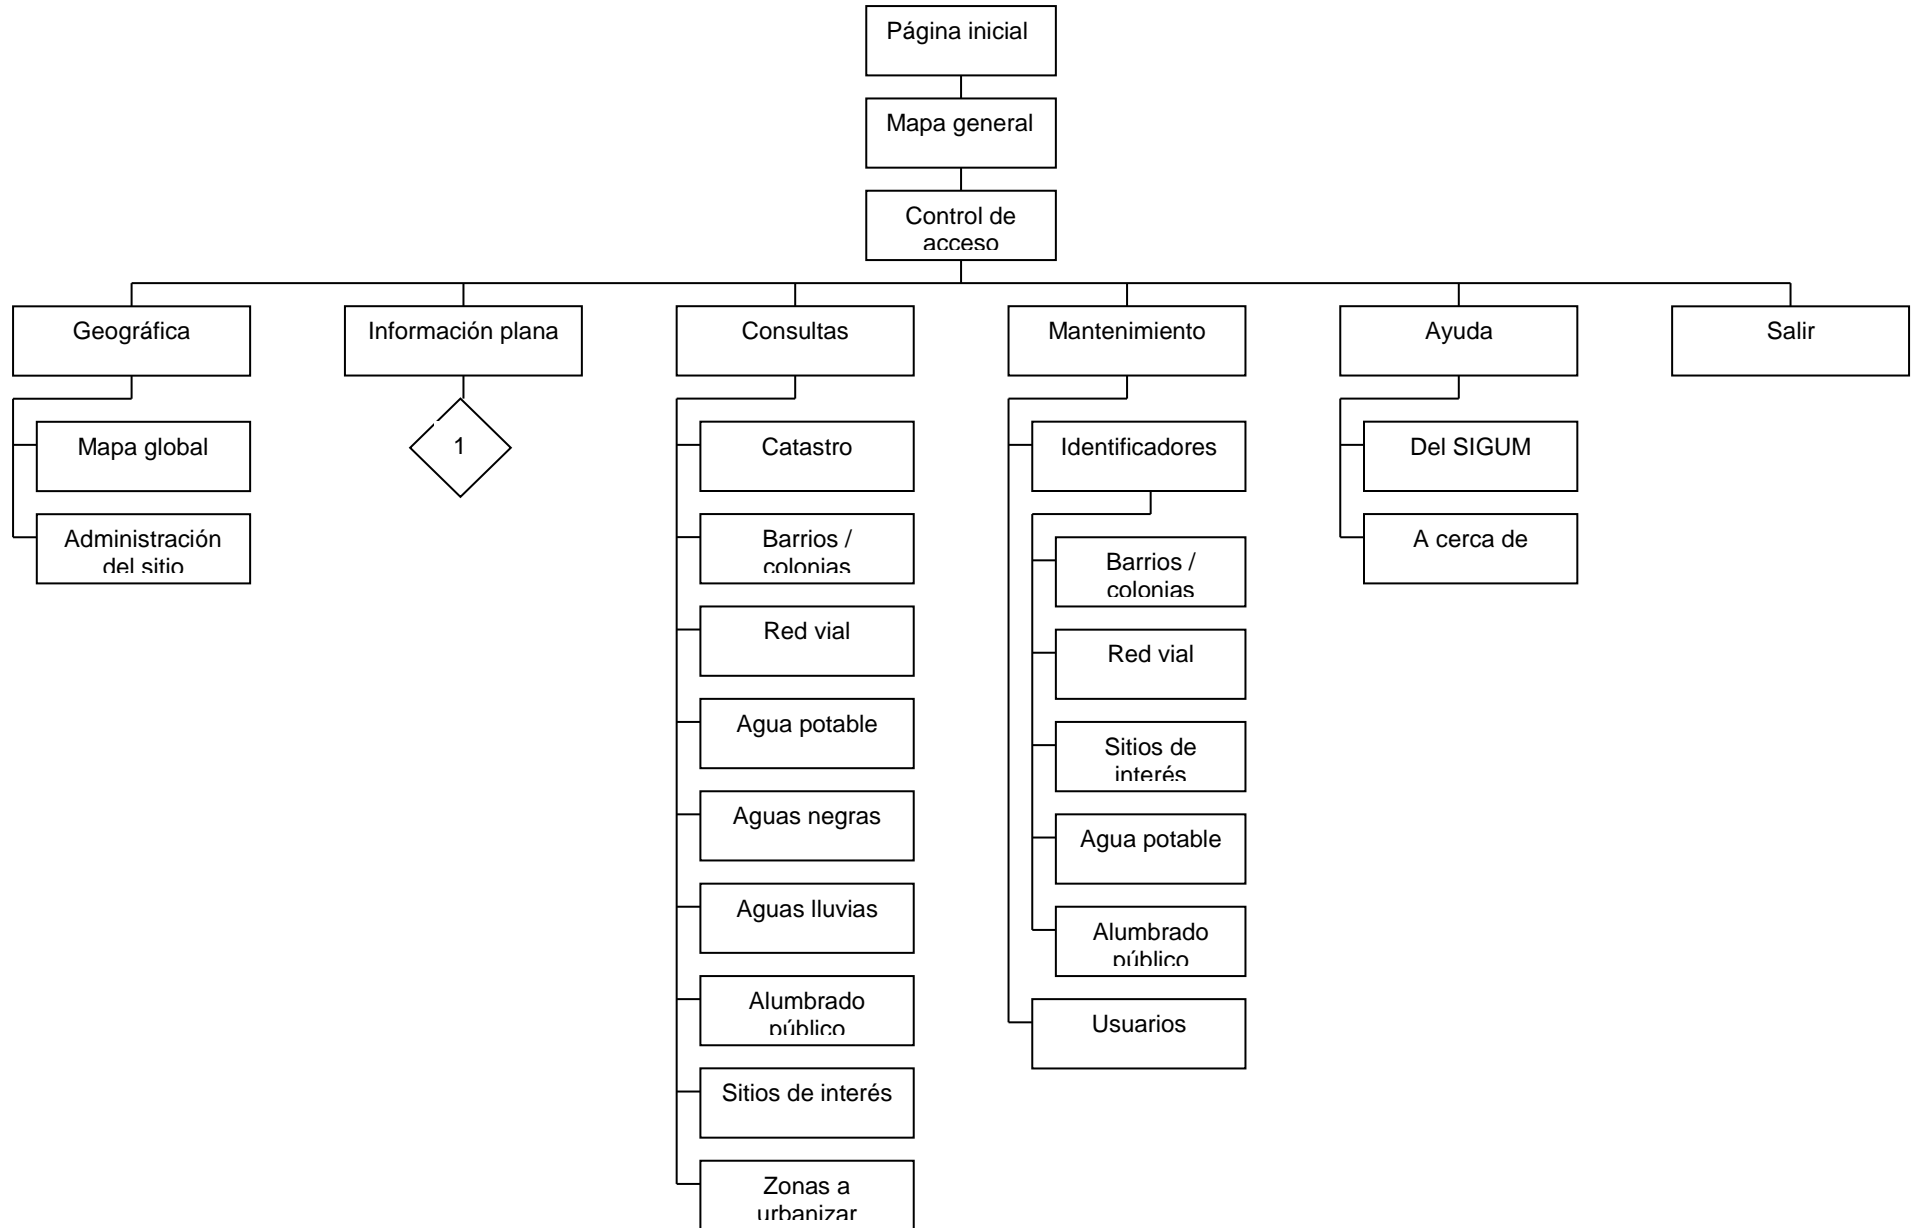 Página inicial
Mapa general
Control de
acceso
Geográfica
Información plana
Consultas
Mantenimiento
Ayuda
Salir
Mapa global
Administración
del sitio
1
Catastro
Barrios /
colonias
Red vial
Agua potable
Aguas negras
Aguas lluvias
Alumbrado
público
Sitios de interés
Zonas a
urbanizar
Identificadores
Barrios /
colonias
Red vial
Sitios de
interés
Agua potable
Alumbrado
público
Usuarios
Del SIGUM
A cerca de